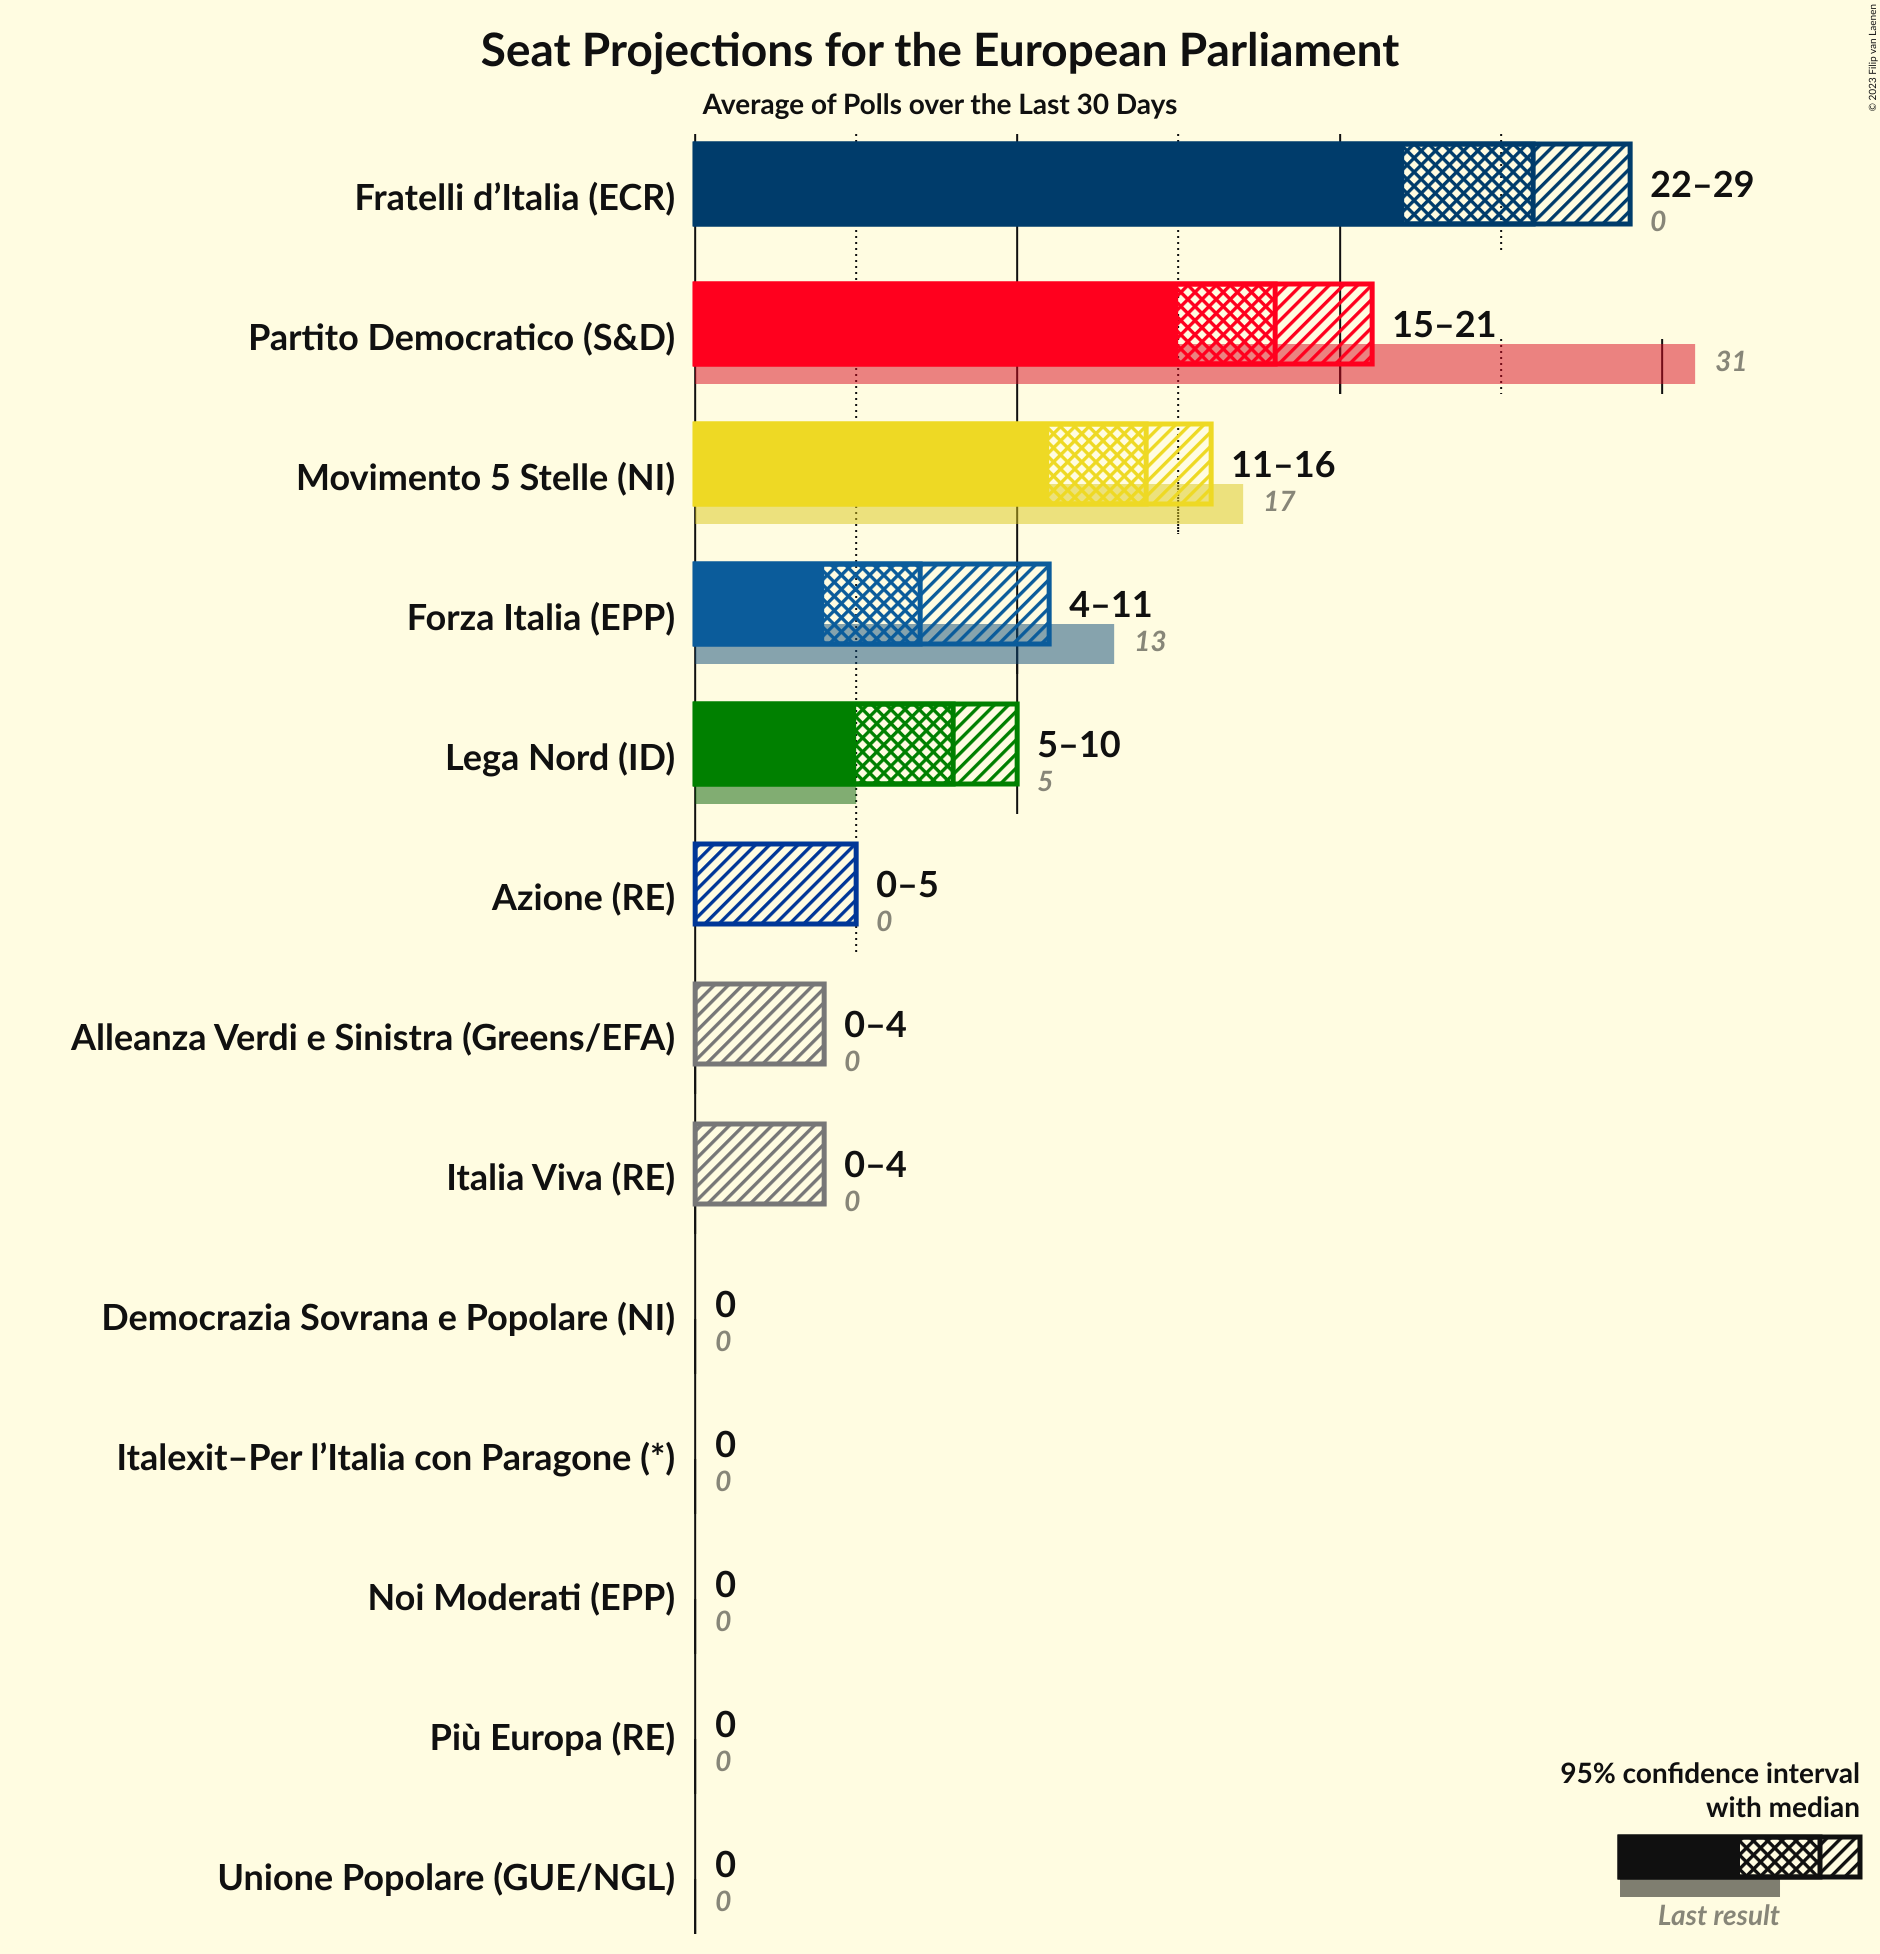 © 2023 Filip van Laenen
Seat Projections for the European Parliament
Average of Polls over the Last 30 Days
Fratelli d’Italia (ECR)
22–29
0
Partito Democratico (S&D)
15–21
31
Movimento 5 Stelle (NI)
11–16
17
Forza Italia (EPP)
4–11
13
Lega Nord (ID)
5–10
5
Azione (RE)
0–5
0
Alleanza Verdi e Sinistra (Greens/EFA)
0–4
0
Italia Viva (RE)
0–4
0
Democrazia Sovrana e Popolare (NI)
0
0
Italexit–Per l’Italia con Paragone (*)
0
0
Noi Moderati (EPP)
0
0
Più Europa (RE)
0
0
Unione Popolare (GUE/NGL)
0
0
95% confidence interval
with median
Last result